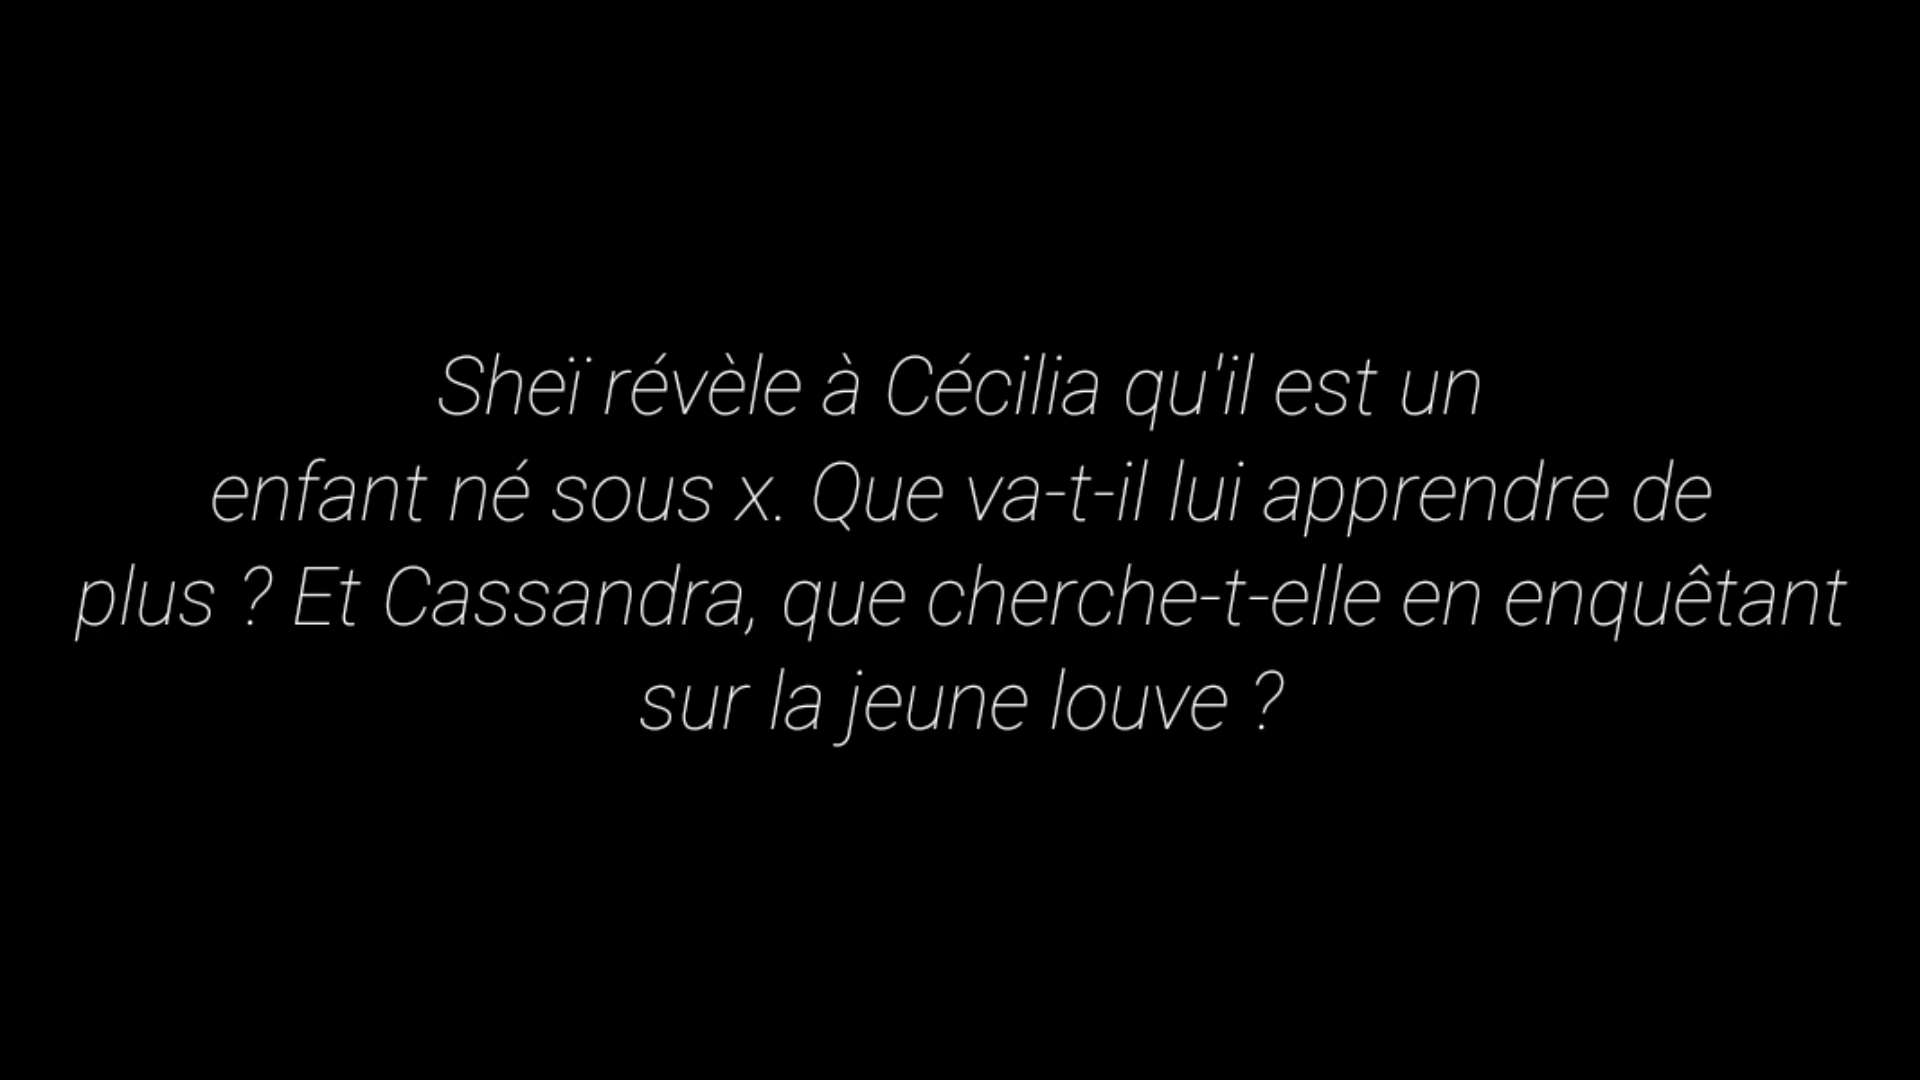 Sheï révèle à Cécilia qu'il est un
enfant né sous x. Que va-t-il lui apprendre de
plus ? Et Cassandra, que cherche-t-elle en enquêtant
sur la jeune louve ?